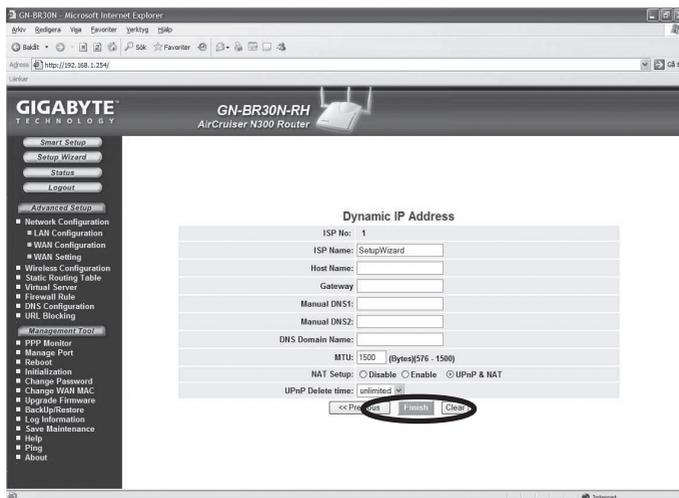 GN-BR30N - Microsoft Internet Explorer
Arkiv Redigera Visa Favoriter Verktyg Hjälp
Bakåt Sök Favoriter
Adress http://192.168.1.254/ Gå t
Länkar
GIGABYTE™
TECHNOLOGY
GN-BR30N-RH
AirCruiser N300 Router
Smart Setup
Setup Wizard
Status
Logout
Advanced Setup
Network Configuration
LAN Configuration
WAN Configuration
WAN Setting
Wireless Configuration
Static Routing Table
Virtual Server
Firewall Rule
DNS Configuration
URL Blocking
Management Tool
PPP Monitor
Manage Port
Reboot
Initialization
Change Password
Change WAN MAC
Upgrade Firmware
BackUp/Restore
Log Information
Save Maintenance
Help
Ping
About
Dynamic IP Address
ISP No: 1
ISP Name: SetupWizard
Host Name:
Gateway
Manual DNS1:
Manual DNS2:
DNS Domain Name:
MTU: 1500 (Bytes)(576 - 1500)
NAT Setup: Disable Enable UPnP & NAT
UPnP Delete time: unlimited
<< Previous Finish Clear
Internet